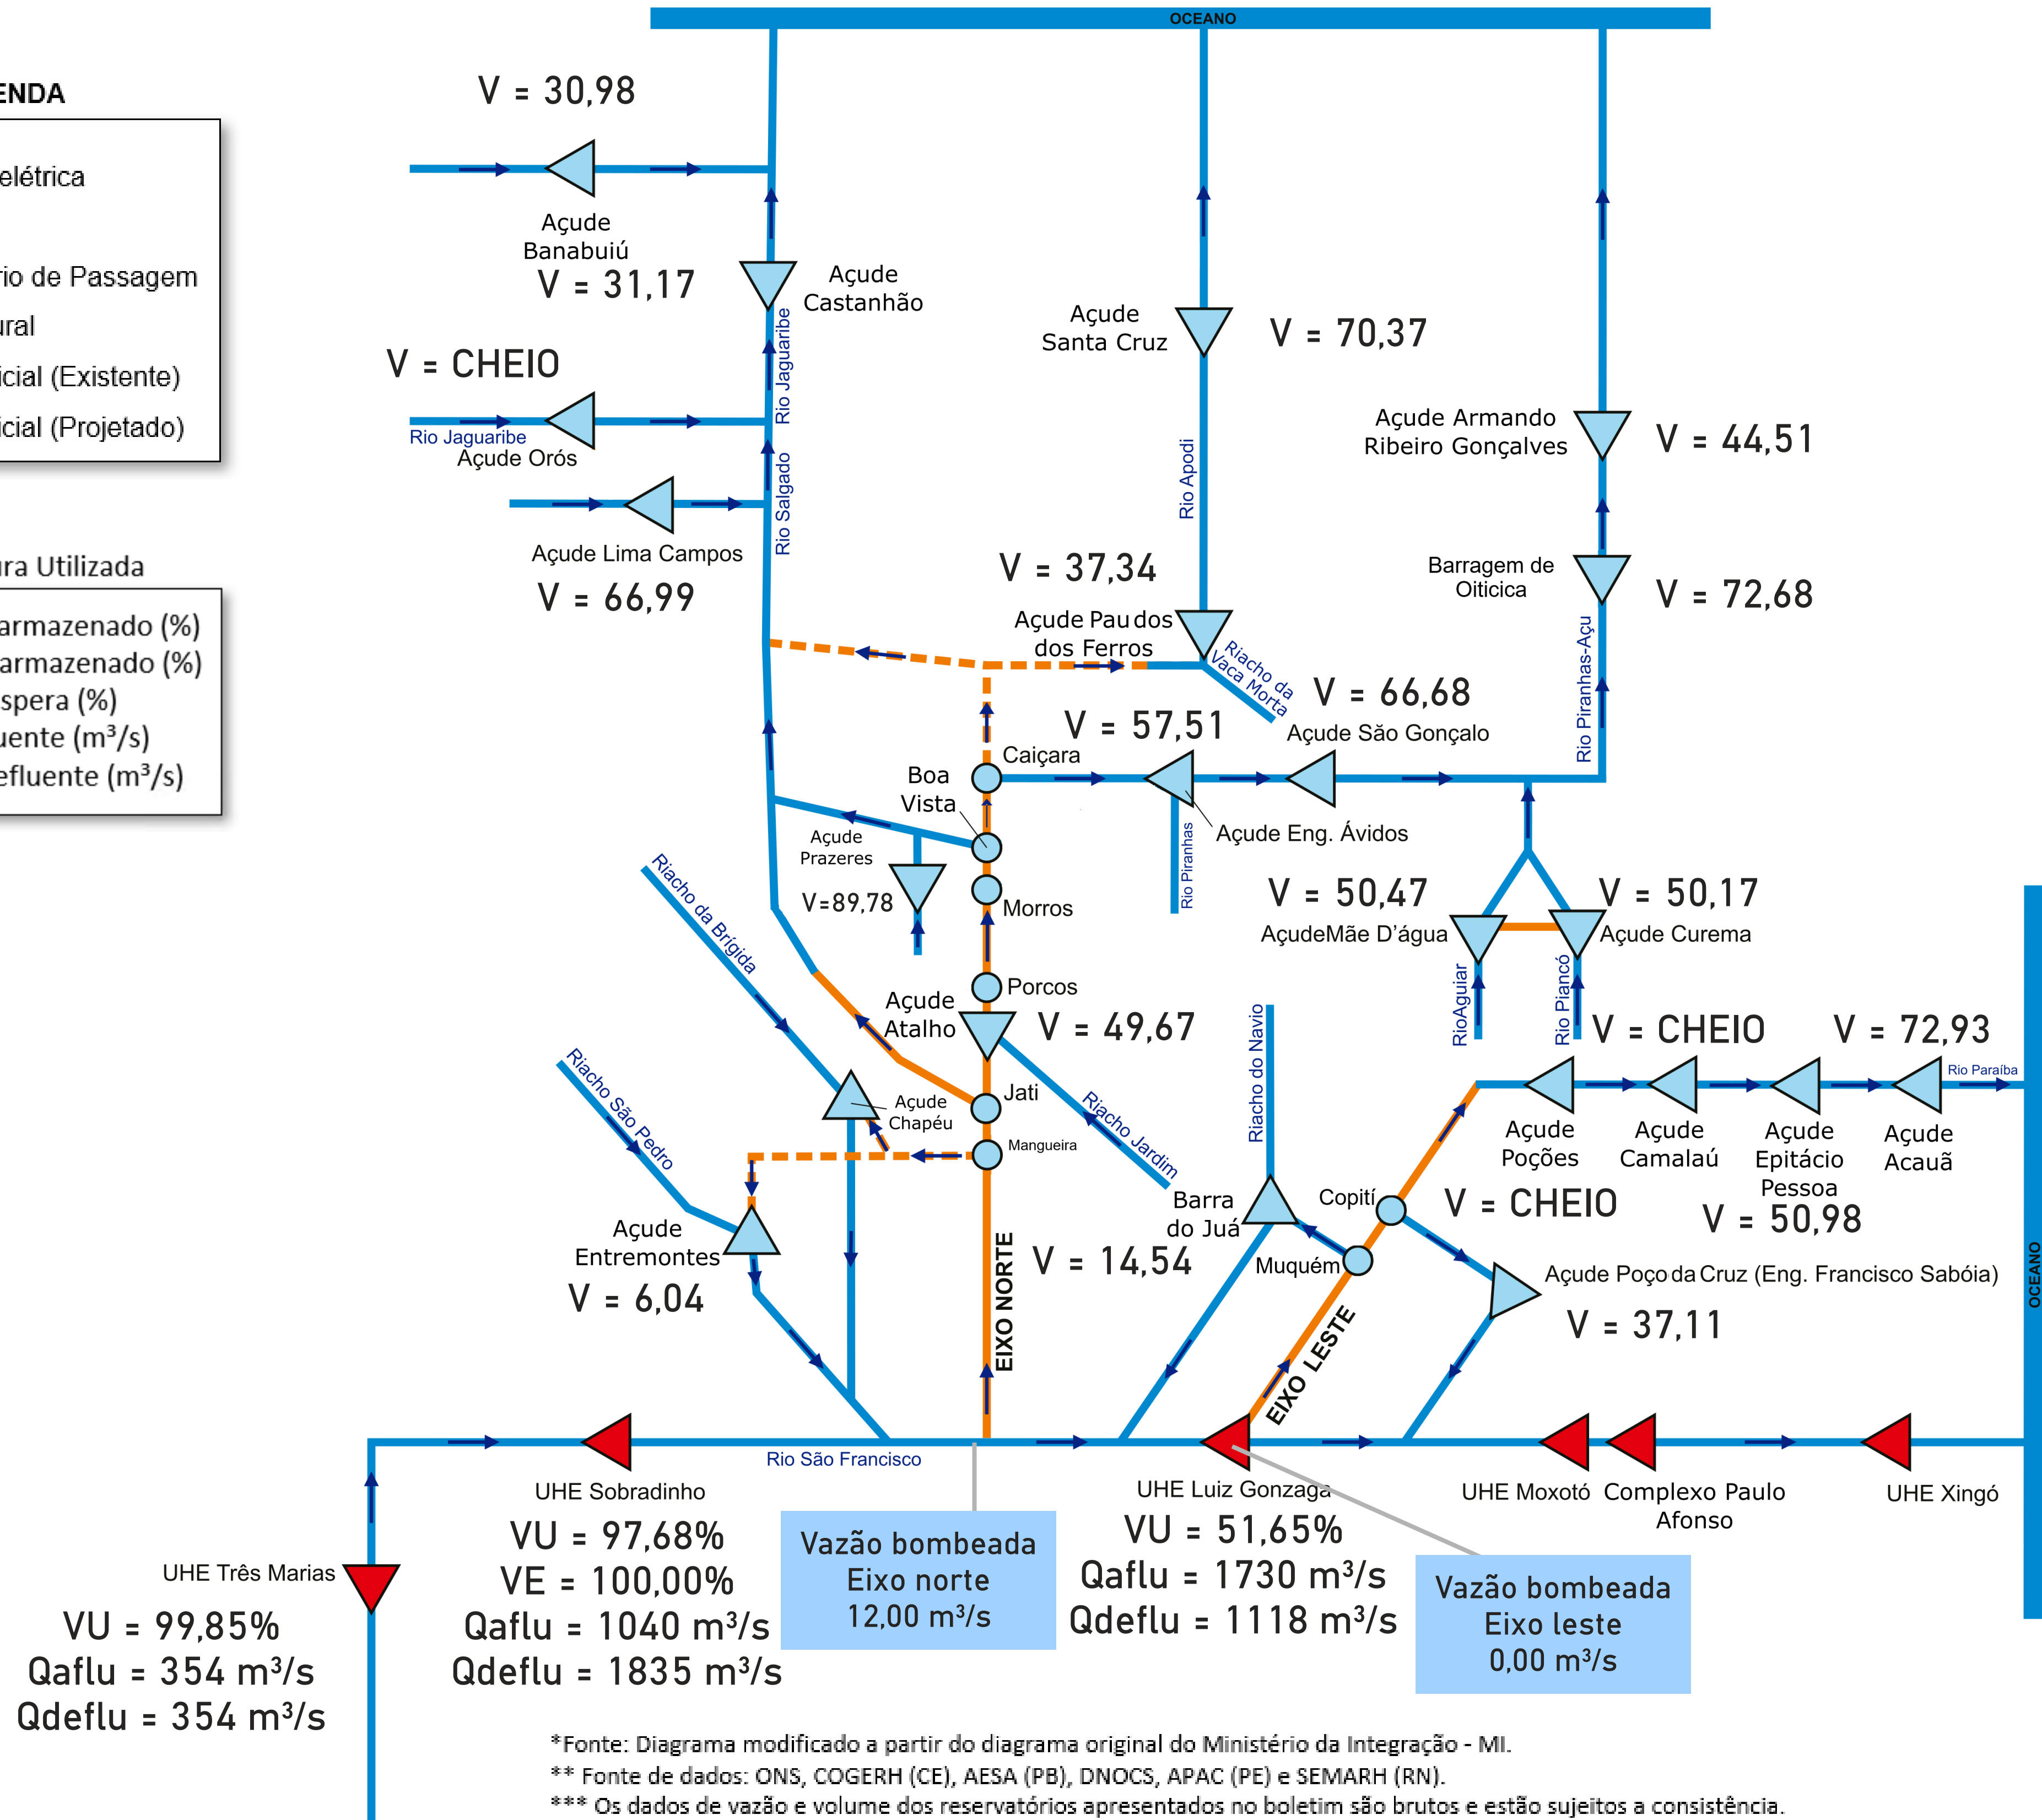 OCEANO
V = 30,98
ENDA
elétrica
rio de Passagem
ural
icial (Existente)
icial (Projetado)
Açude
Banabuiú
V = 31,17
Açude
Castanhão
Rio Jaguaribe
V = CHEIO
Rio Jaguaribe
Açude Orós
Rio Salgado
Açude Lima Campos
V = 66,99
Açude
Santa Cruz
V = 70,37
Rio Apodi
Açude Armando
Ribeiro Gonçalves
V = 44,51
Barragem de
Oiticica
V = 72,68
Rio Piranhas-Açu
ura Utilizada
armazenado (%)
armazenado (%)
spera (%)
uente (m³/s)
efluente (m³/s)
V = 37,34
Açude Pau dos
dos Ferros
Riacho da
Vaca Morta
V = 66,68
Açude São Gonçalo
V = 57,51
Caiçara
Boa
Vista
Açude Eng. Ávidos
Rio Piranhas
Açude
Prazeres
V=89,78
Morros
Riacho da Brígida
V = 50,47
AçudeMãe D'água
V = 50,17
Açude Curema
RioAguiar
Rio Piancó
Porcos
Açude
Atalho
V = 49,67
Riacho do Navio
V = CHEIO
V = 72,93
Rio Paraíba
Riacho São Pedro
Açude
Chapéu
Jati
Mangueira
Riacho Jardim
Açude
Poções
Açude
Camalaú
Açude
Epitácio
Pessoa
V = 50,98
Açude
Acauã
Barra
do Juá
Copití
V = CHEIO
Açude
Entremontes
V = 6,04
EIXO NORTE
V = 14,54
Muquém
Açude Poço da Cruz (Eng. Francisco Sabóia)
V = 37,11
EIXO LESTE
OCEANO
Rio São Francisco
UHE Sobradinho
VU = 97,68%
VE = 100,00%
Qaflu = 1040 m³/s
Qdeflu = 1835 m³/s
Vazão bombeada
Eixo norte
12,00 m³/s
UHE Luiz Gonzaga
VU = 51,65%
Qaflu = 1730 m³/s
Qdeflu = 1118 m³/s
Vazão bombeada
Eixo leste
0,00 m³/s
UHE Moxotó
Complexo Paulo
Afonso
UHE Xingó
UHE Três Marias
VU = 99,85%
Qaflu = 354 m³/s
Qdeflu = 354 m³/s
*Fonte: Diagrama modificado a partir do diagrama original do Ministério da Integração - MI.
** Fonte de dados: ONS, COGERH (CE), AESA (PB), DNOCS, APAC (PE) e SEMARH (RN).
*** Os dados de vazão e volume dos reservatórios apresentados no boletim são brutos e estão sujeitos a consistência.